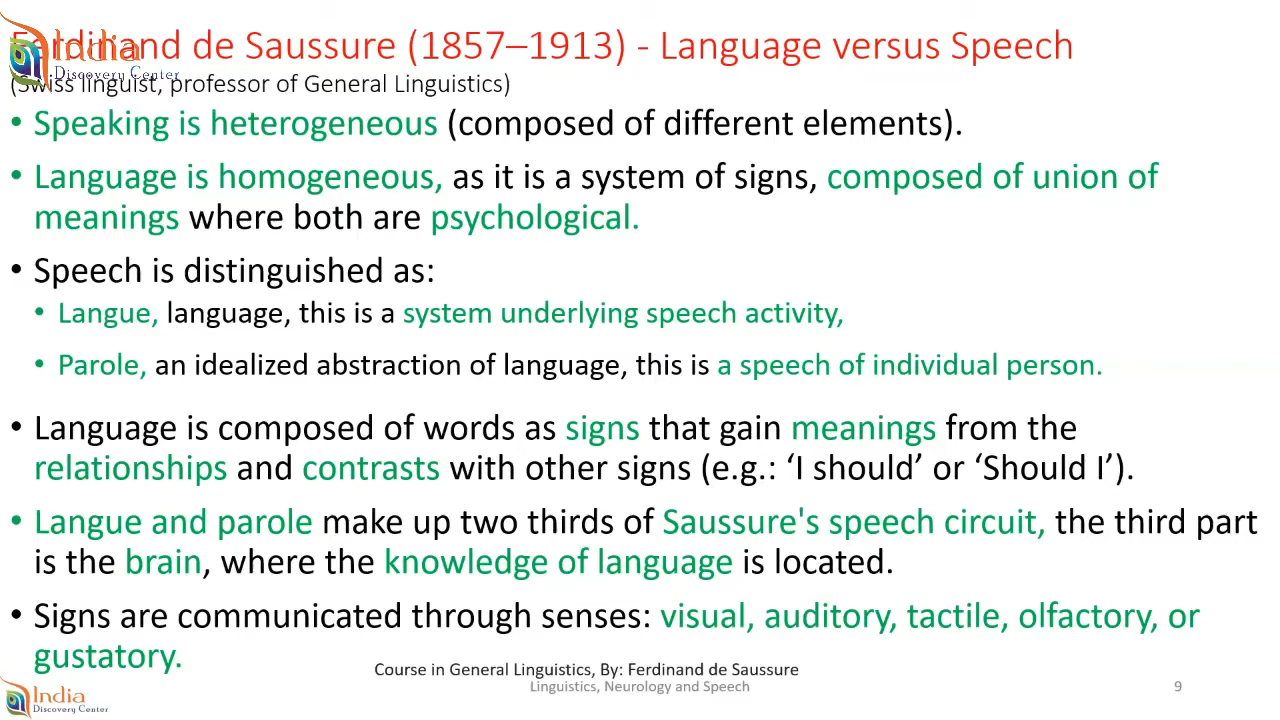 Ferdinand de Saussure (1857–1913) - Language versus Speech
India
Discovery Center
(Swiss linguist, professor of General Linguistics)
• Speaking is heterogeneous (composed of different elements).
• Language is homogeneous, as it is a system of signs, composed of union of
meanings where both are psychological.
• Speech is distinguished as:
• Langue, language, this is a system underlying speech activity,
• Parole, an idealized abstraction of language, this is a speech of individual person.
• Language is composed of words as signs that gain meanings from the
relationships and contrasts with other signs (e.g.: ‘I should’ or ‘Should I’).
• Langue and parole make up two thirds of Saussure's speech circuit, the third part
is the brain, where the knowledge of language is located.
• Signs are communicated through senses: visual, auditory, tactile, olfactory, or
gustatory.
Course in General Linguistics, By: Ferdinand de Saussure
Linguistics, Neurology and Speech
9
India
Discovery Center